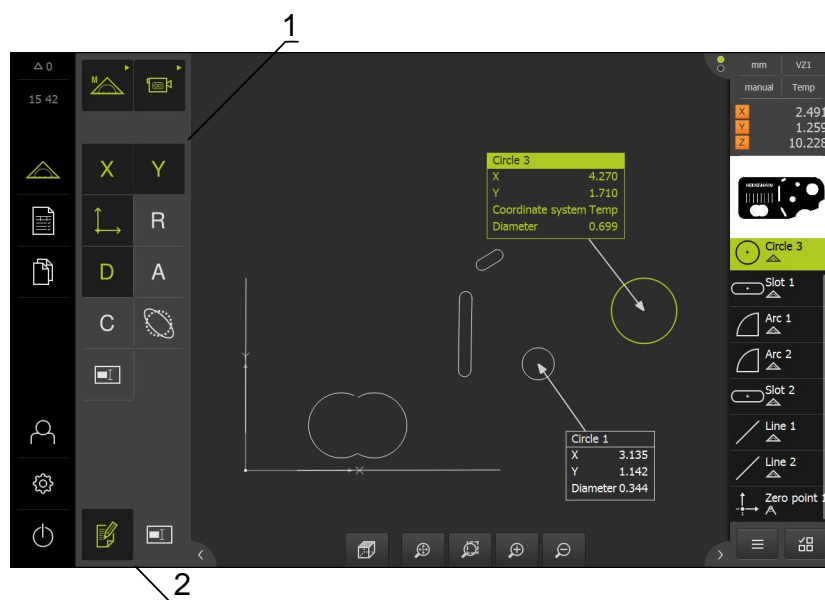 1
△ 0
15 42
M
X Y
R
D A
C
Circle 3
X 4.270
Y 1.710
Coordinate system Temp
Diameter 0.699
Y
X
Circle 1
X 3.135
Y 1.142
Diameter 0.344
mm VZ1
manual Temp
X 2.491
Y 1.259
Z 10.228
HEIDENHAIN
Circle 3
Slot 1
Arc 1
Arc 2
Slot 2
Line 1
Line 2
Zero point 1
2